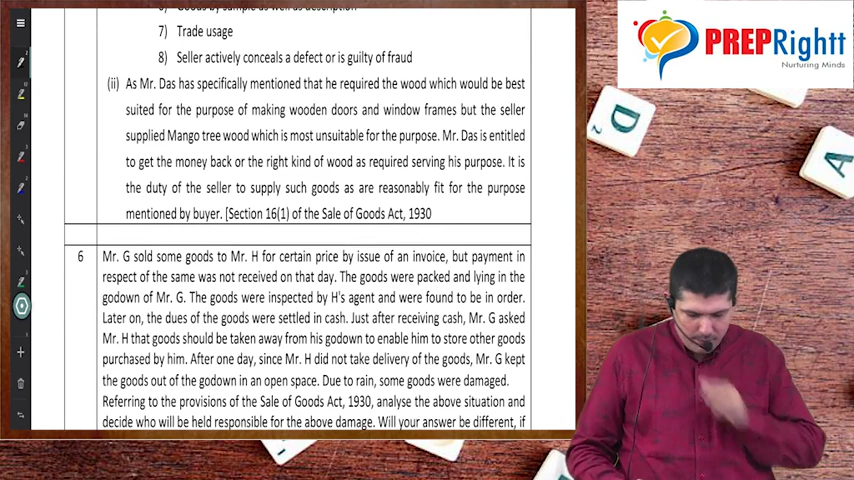 6) Goods by sample as well as description
7) Trade usage
8) Seller actively conceals a defect or is guilty of fraud
(ii) As Mr. Das has specifically mentioned that he required the wood which would be best
suited for the purpose of making wooden doors and window frames but the seller
supplied Mango tree wood which is most unsuitable for the purpose. Mr. Das is entitled
to get the money back or the right kind of wood as required serving his purpose. It is
the duty of the seller to supply such goods as are reasonably fit for the purpose
mentioned by buyer. [Section 16(1) of the Sale of Goods Act, 1930
6 Mr. G sold some goods to Mr. H for certain price by issue of an invoice, but payment in
respect of the same was not received on that day. The goods were packed and lying in the
godown of Mr. G. The goods were inspected by H's agent and were found to be in order.
Later on, the dues of the goods were settled in cash. Just after receiving cash, Mr. G asked
Mr. H that goods should be taken away from his godown to enable him to store other goods
purchased by him. After one day, since Mr. H did not take delivery of the goods, Mr. G kept
the goods out of the godown in an open space. Due to rain, some goods were damaged.
Referring to the provisions of the Sale of Goods Act, 1930, analyse the above situation and
decide who will be held responsible for the above damage. Will your answer be different, if
PREPRightt
Nurturing Minds
D2
A